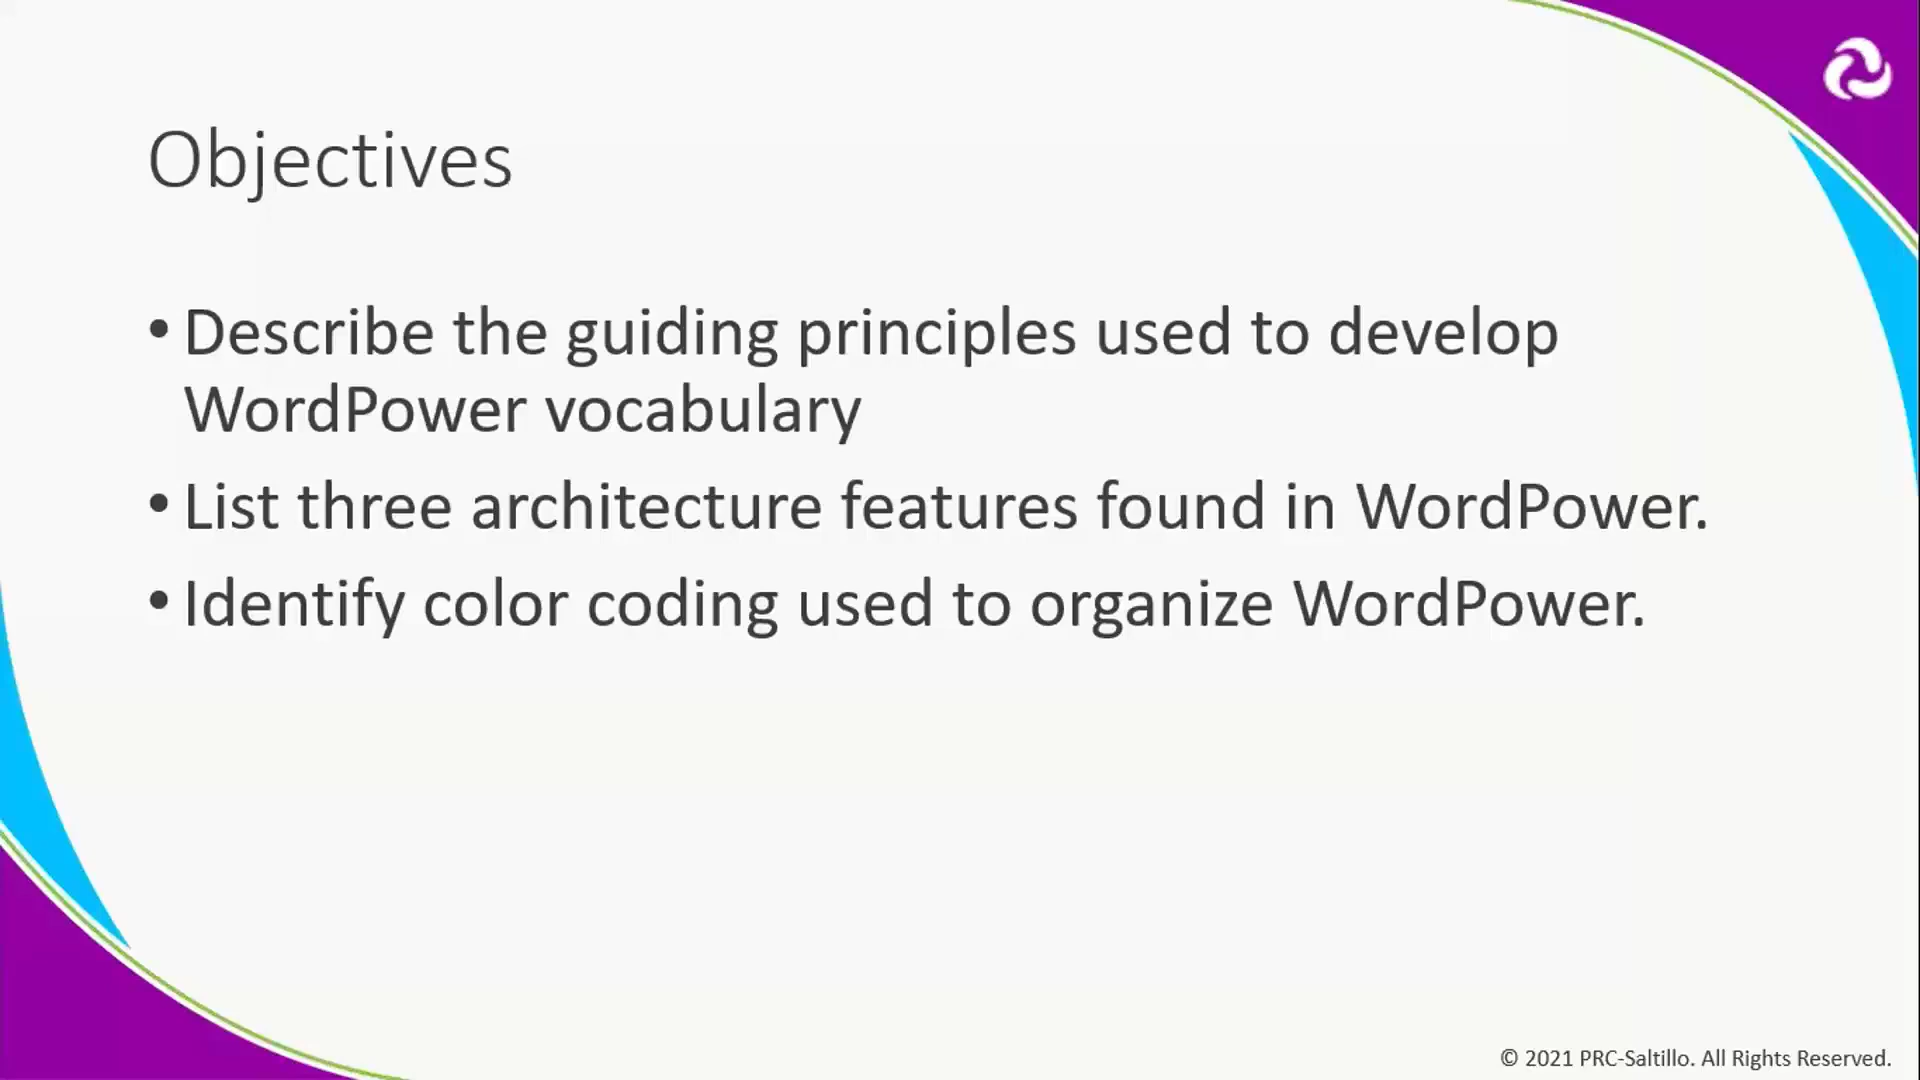 Objectives
• Describe the guiding principles used to develop
WordPower vocabulary
• List three architecture features found in WordPower.
• Identify color coding used to organize WordPower.
© 2021 PRC-Saltillo. All Rights Reserved.